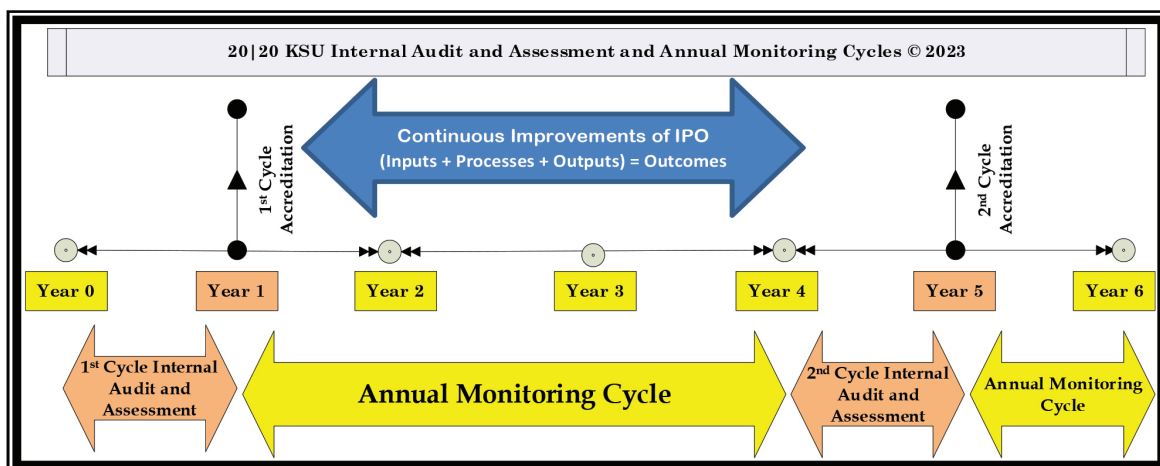 20|20 KSU Internal Audit and Assessment and Annual Monitoring Cycles © 2023
Continuous Improvements of IPO
(Inputs + Processes + Outputs) = Outcomes
1st Cycle
Accreditation
2nd Cycle
Accreditation
Year 0
Year 1
Year 2
Year 3
Year 4
Year 5
Year 6
1st Cycle Internal
Audit and
Assessment
Annual Monitoring Cycle
2nd Cycle Internal
Audit and
Assessment
Annual Monitoring
Cycle